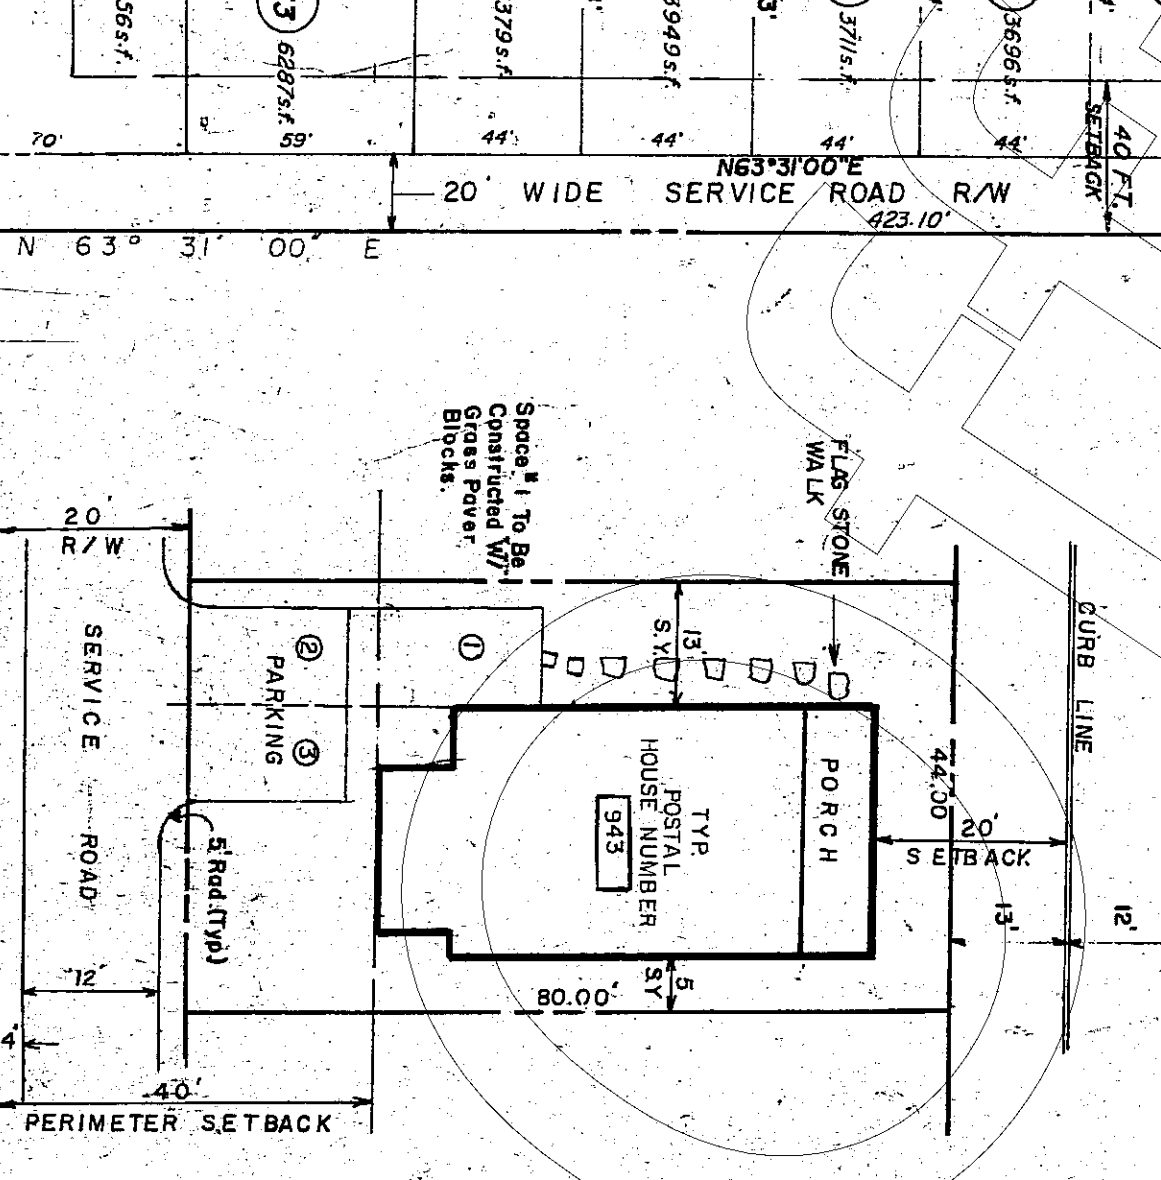 56s.f.
3
6287s.f.
379s.f.
3949s.f.
3'
3711s.f.
3696s.f.
70'
59'
44'
44'
44'
44'
40 FT.
SETBACK
N63°31'00"E
20' WIDE SERVICE ROAD R/W
423.10'
N 63° 31' 00" E
Space # 1 To Be
Constructed W/
Grass Paver
Blocks.
FLAG STONE
WALK
20'
R/W
CURB LINE
SERVICE ROAD
①
②
PARKING
③
13'
S.Y.
TYP.
POSTAL
HOUSE NUMBER
943
PORCH
44.00
20'
SETBACK
13'
12'
5' Rad.(Typ.)
12'
5
SY
80.00'
4'
40'
PERIMETER SETBACK